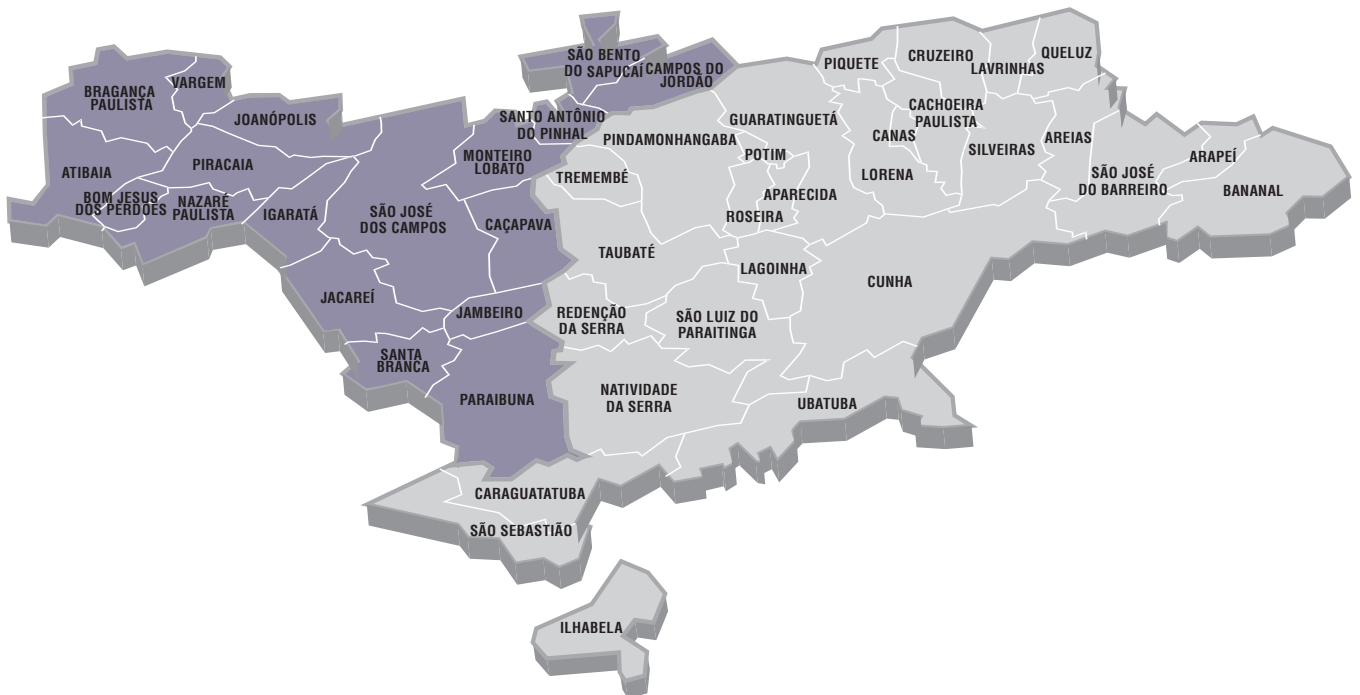 BRAGANÇA
PAULISTA
VARGEM
JOANÓPOLIS
ATIBAIA
PIRACAIA
BOM JESUS
DOS PERDÕES
NAZARÉ
PAULISTA
IGARATÁ
SÃO JOSÉ
DOS CAMPOS
MONTEIRO
LOBATO
SANTO ANTÔNIO
DO PINHAL
SÃO BENTO
DO SAPUCAÍ
CAMPOS DO
JORDÃO
CAÇAPAVA
JACAREÍ
JAMBEIRO
SANTA
BRANCA
PARAIBUNA
PINDAMONHANGABA
TREMEMBÉ
TAUBATÉ
GUARATINGUETÁ
POTIM
APARECIDA
ROSEIRA
LAGOINHA
REDENÇÃO
DA SERRA
SÃO LUIZ DO
PARAITINGA
NATIVIDADE
DA SERRA
PIQUETE
CRUZEIRO
LAVRINHAS
QUELUZ
CACHOEIRA
PAULISTA
CANAS
LORENA
SILVEIRAS
AREIAS
SÃO JOSÉ
DO BARREIRO
ARAPEÍ
BANANAL
CUNHA
UBATUBA
CARAGUATATUBA
SÃO SEBASTIÃO
ILHABELA